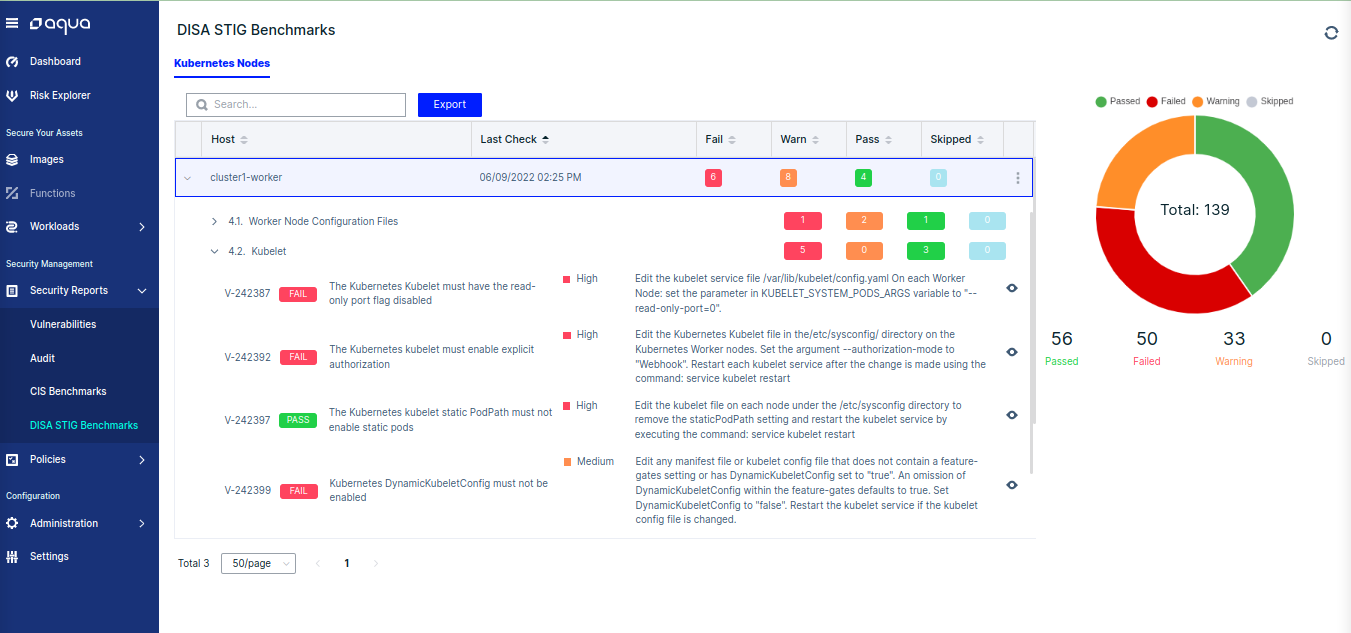 aqua
Dashboard
Risk Explorer
Secure Your Assets
Images
Functions
Workloads
Security Management
Security Reports
Vulnerabilities
Audit
CIS Benchmarks
DISA STIG Benchmarks
Policies
Configuration
Administration
Settings
DISA STIG Benchmarks
Kubernetes Nodes
Search...
Export
Host Last Check Fail Warn Pass Skipped
cluster1-worker 06/09/2022 02:25 PM 6 8 4 0
4.1. Worker Node Configuration Files 1 2 1 0
4.2. Kubelet 5 0 3 0
V-242387 FAIL
The Kubernetes Kubelet must have the read-
only port flag disabled
High
Edit the kubelet service file /var/lib/kubelet/config.yaml On each Worker
Node: set the parameter in KUBELET_SYSTEM_PODS_ARGS variable to "--
read-only-port=0".
V-242392 FAIL
The Kubernetes kubelet must enable explicit
authorization
High
Edit the Kubernetes Kubelet file in the/etc/sysconfig/ directory on the
Kubernetes Worker nodes. Set the argument --authorization-mode to
"Webhook". Restart each kubelet service after the change is made using the
command: service kubelet restart
V-242397 PASS
The Kubernetes kubelet static PodPath must not
enable static pods
High
Edit the kubelet file on each node under the /etc/sysconfig directory to
remove the staticPodPath setting and restart the kubelet service by
executing the command: service kubelet restart
V-242399 FAIL
Kubernetes DynamicKubeletConfig must not be
enabled
Medium
Edit any manifest file or kubelet config file that does not contain a feature-
gates setting or has DynamicKubeletConfig set to "true". An omission of
DynamicKubeletConfig within the feature-gates defaults to true. Set
DynamicKubeletConfig to "false". Restart the kubelet service if the kubelet
config file is changed.
Total 3 50/page 1
Passed Failed Warning Skipped
Total: 139
56 50 33 0
Passed Failed Warning Skipped